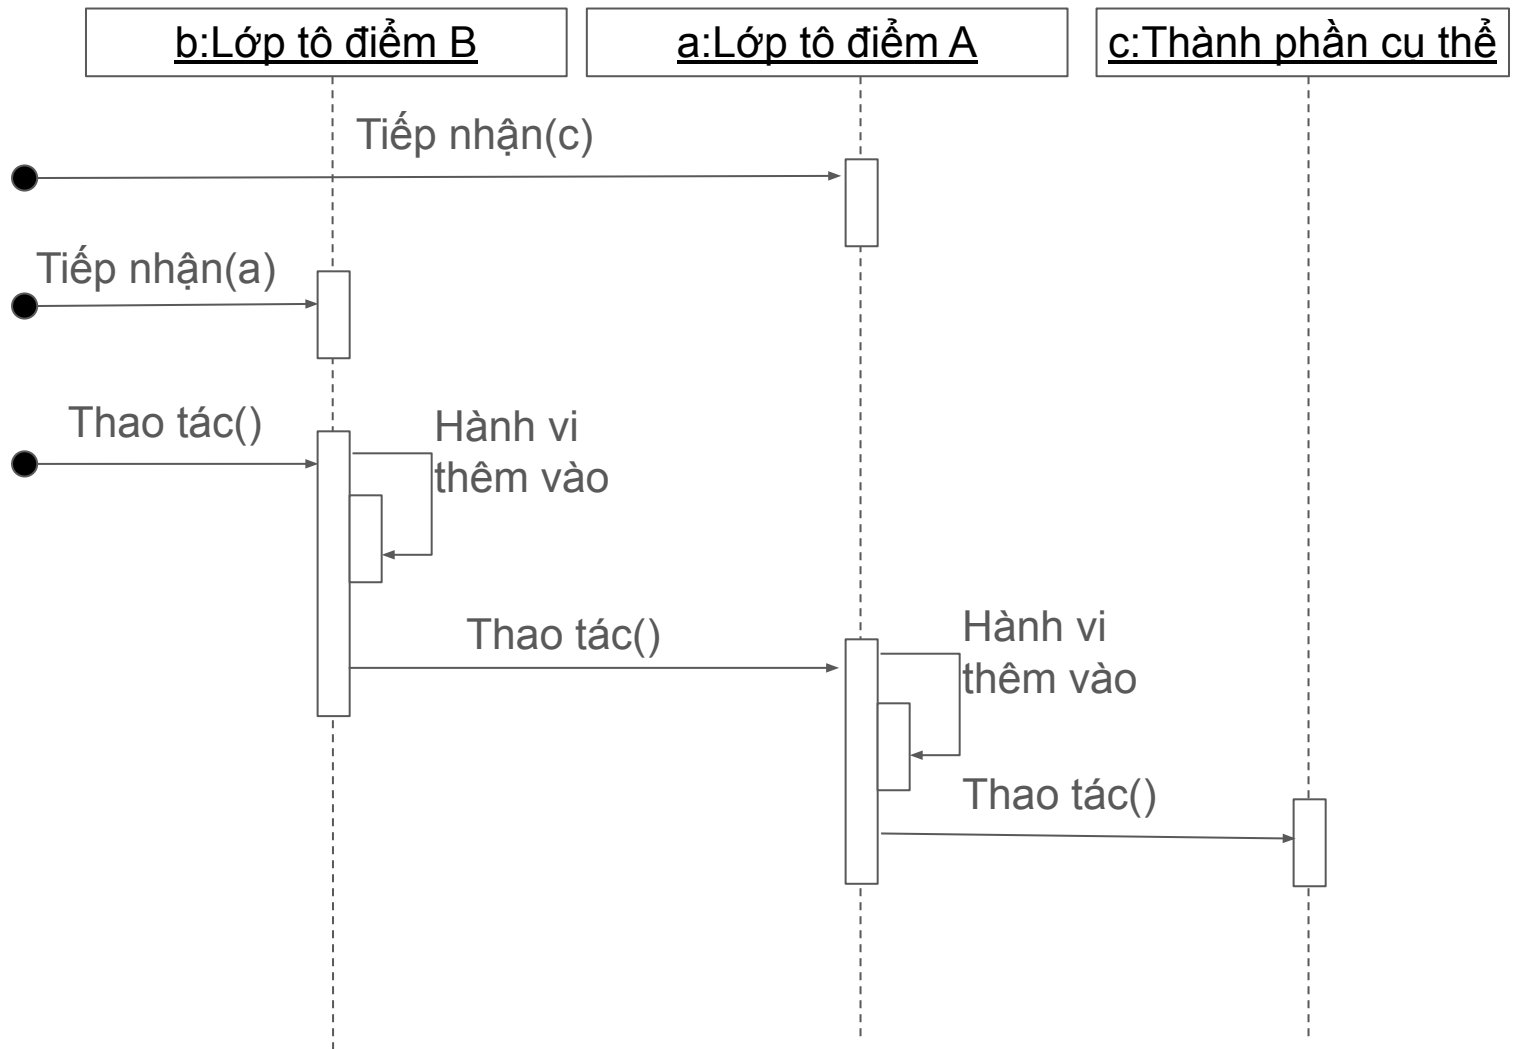 b:Lớp tô điểm B
a:Lớp tô điểm A
c:Thành phần cu thể
Tiếp nhận(c)
Tiếp nhận(a)
Thao tác()
Hành vi
thêm vào
Thao tác()
Hành vi
thêm vào
Thao tác()